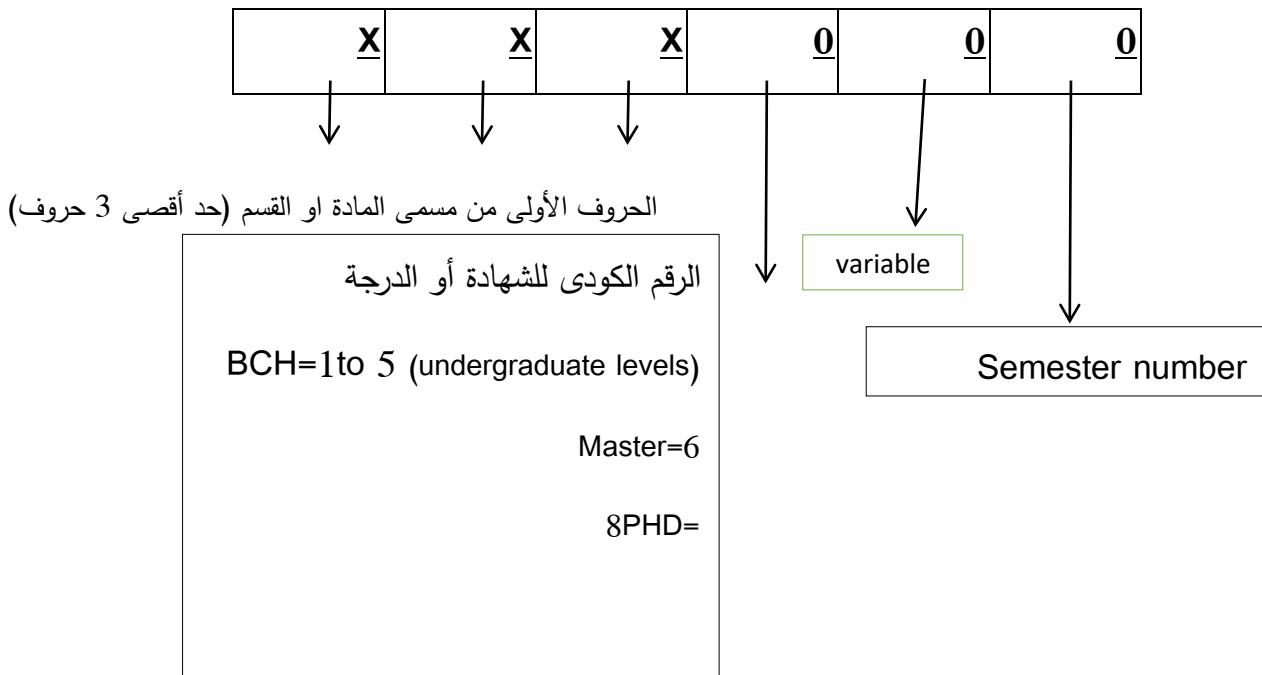 X X X 0 0 0
الحروف الأولى من مسمى المادة او القسم (حد أقصى 3 حروف)
variable
الرقم الكودى للشهادة أو الدرجة
BCH=1to 5 (undergraduate levels)
Semester number
Master=6
8PHD=